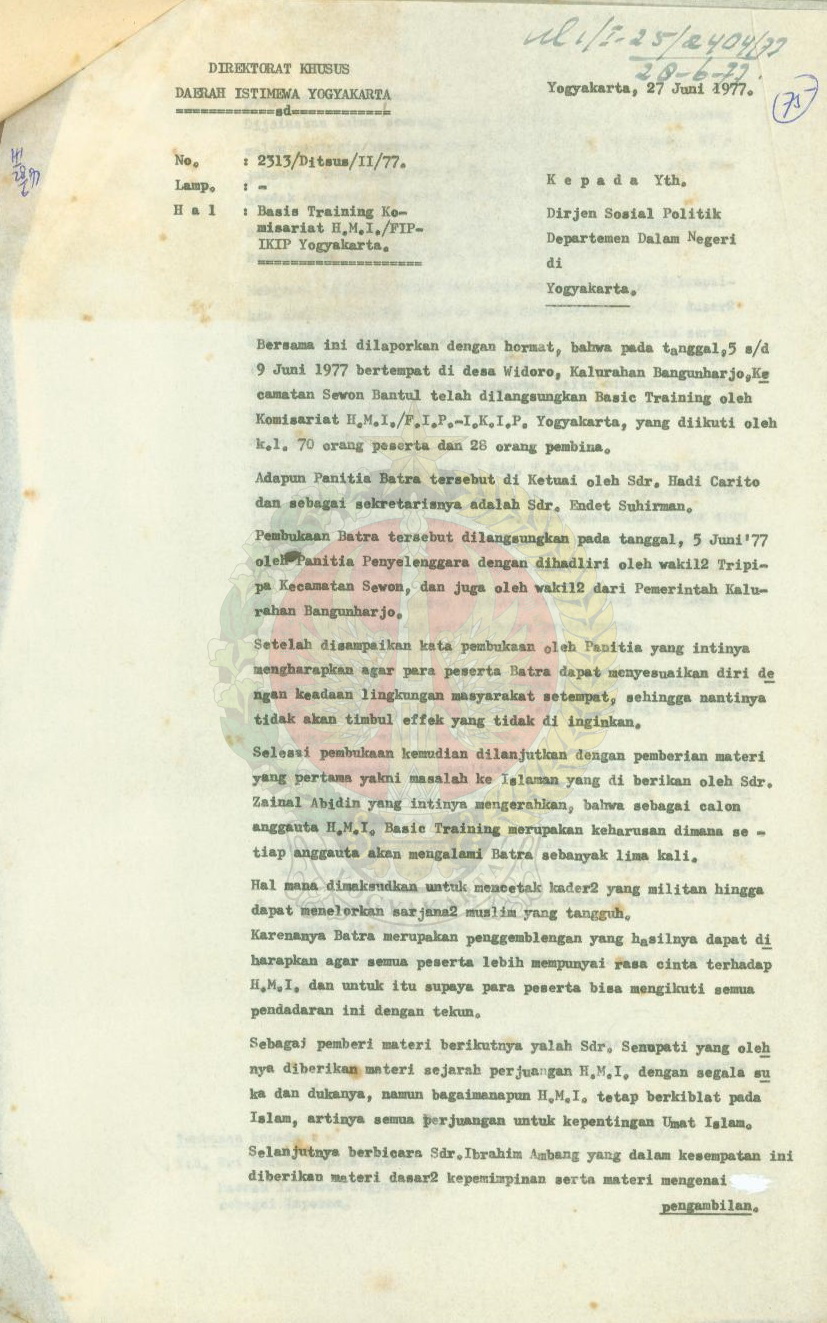 DIREKTORAT KHUSUS
DAERAH ISTIMEWA YOGYAKARTA
============sd============
25/2404/77
28-6-77.
Yogyakarta, 27 Juni 1977.
75
No. : 2313/Ditsus/II/77.
Lamp. : -
H a l : Basis Training Ko-
misariat H.M.I./FIP-
IKIP Yogyakarta.
====================
K e p a d a Yth.
Dirjen Sosial Politik
Departemen Dalam Negeri
di
Yogyakarta.
Bersama ini dilaporkan dengan hormat, bahwa pada tanggal,5 s/d
9 Juni 1977 bertempat di desa Widoro, Kalurahan Bangunharjo,Ke
camatan Sewon Bantul telah dilangsungkan Basic Training oleh
Komisariat H.M.I./F.I.P.-I.K.I.P. Yogyakarta, yang diikuti oleh
k.l. 70 orang peserta dan 28 orang pembina.
Adapun Panitia Batra tersebut di Ketuai oleh Sdr. Hadi Carito
dan sebagai sekretarisnya adalah Sdr. Endet Suhirman.
Pembukaan Batra tersebut dilangsungkan pada tanggal, 5 Juni'77
oleh Panitia Penyelenggara dengan dihadliri oleh wakil2 Tripi-
pa Kecamatan Sewon, dan juga oleh wakil2 dari Pemerintah Kalu-
rahan Bangunharjo.
Setelah disampaikan kata pembukaan oleh Panitia yang intinya
mengharapkan agar para peserta Batra dapat menyesuaikan diri de
ngan keadaan lingkungan masyarakat setempat, sehingga nantinya
tidak akan timbul effek yang tidak di inginkan.
Selesai pembukaan kemudian dilanjutkan dengan pemberian materi
yang pertama yakni masalah ke Islaman yang di berikan oleh Sdr.
Zainal Abidin yang intinya mengerahkan, bahwa sebagai calon
anggauta H.M.I. Basic Training merupakan keharusan dimana se -
tiap anggauta akan mengalami Batra sebanyak lima kali.
Hal mana dimaksudkan untuk mencetak kader2 yang militan hingga
dapat menelorkan sarjana2 muslim yang tangguh.
Karenanya Batra merupakan penggemblengan yang hasilnya dapat di
harapkan agar semua peserta lebih mempunyai rasa cinta terhadap
H.M.I. dan untuk itu supaya para peserta bisa mengikuti semua
pendadaran ini dengan tekun.
Sebagai pemberi materi berikutnya yalah Sdr. Senupati yang oleh
nya diberikan materi sejarah perjuangan H.M.I. dengan segala su
ka dan dukanya, namun bagaimanapun H.M.I. tetap berkiblat pada
Islam, artinya semua perjuangan untuk kepentingan Umat Islam.
Selanjutnya berbicara Sdr.Ibrahim Ambang yang dalam kesempatan ini
diberikan materi dasar2 kepemimpinan serta materi mengenai
pengambilan.